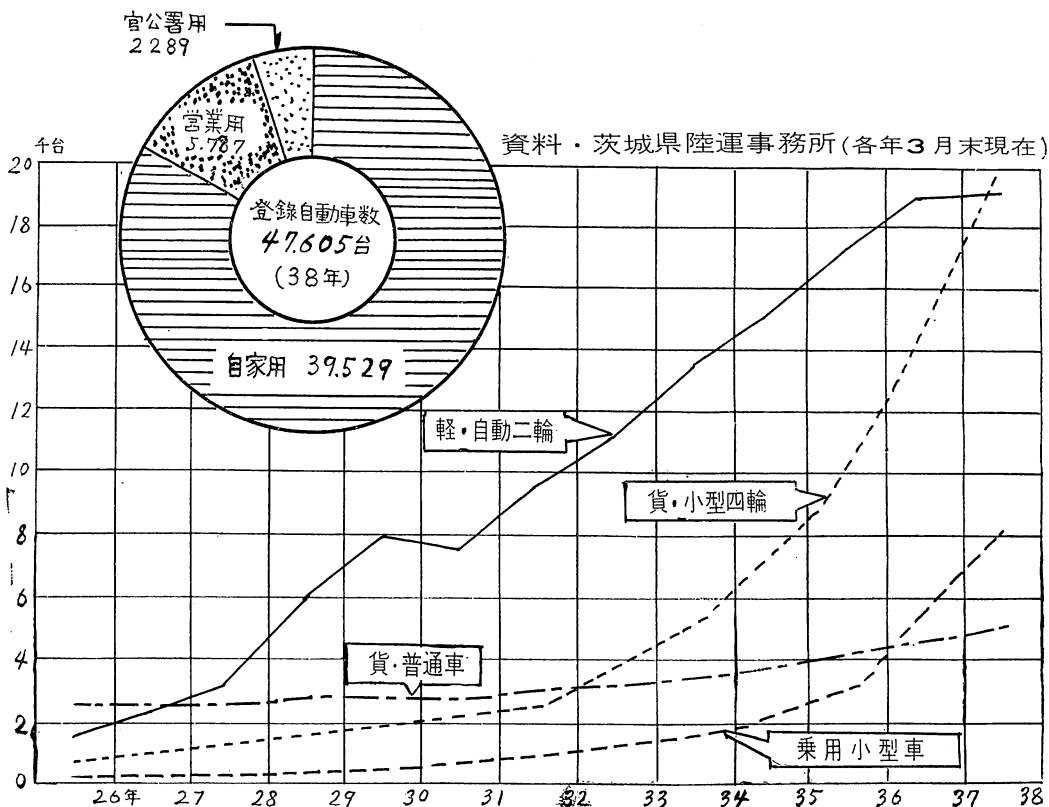 官公署用
2289
営業用
5.787
登録自動車数
47.605台
(38年)
自家用 39.529
資料・茨城県陸運事務所(各年3月末現在)
千台
20
18
16
14
12
10
8
6
4
2
0
軽・自動二輪
貨・小型四輪
貨・普通車
乗用小型車
26年 27 28 29 30 31 32 33 34 35 36 37 38